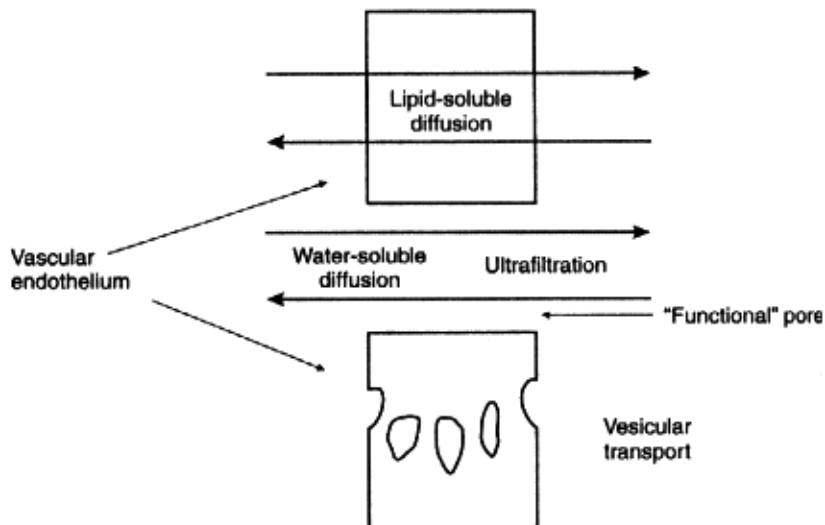 Lipid-soluble
diffusion
Vascular
endothelium
Water-soluble
diffusion
Ultrafiltration
"Functional" pore
Vesicular
transport